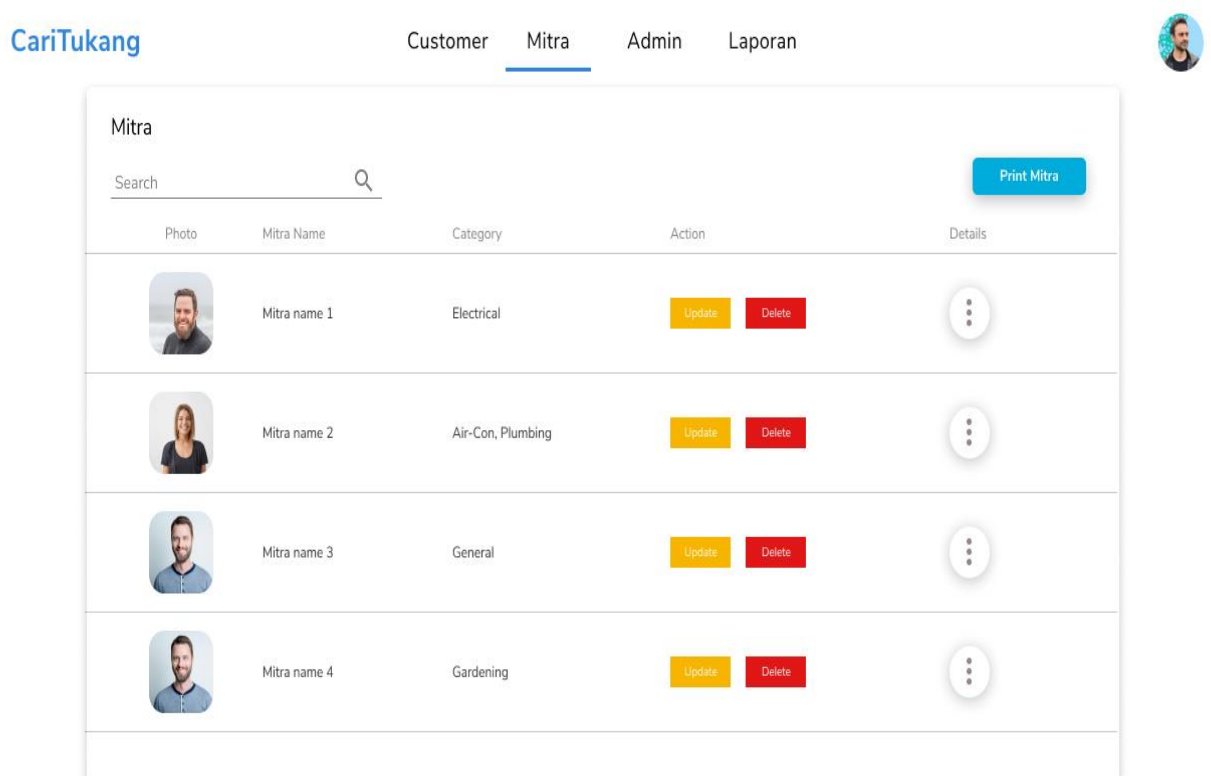 CariTukang Customer Mitra Admin Laporan
Mitra
Search
Print Mitra
Photo Mitra Name Category Action Details
Mitra name 1 Electrical Update Delete
Mitra name 2 Air-Con, Plumbing Update Delete
Mitra name 3 General Update Delete
Mitra name 4 Gardening Update Delete